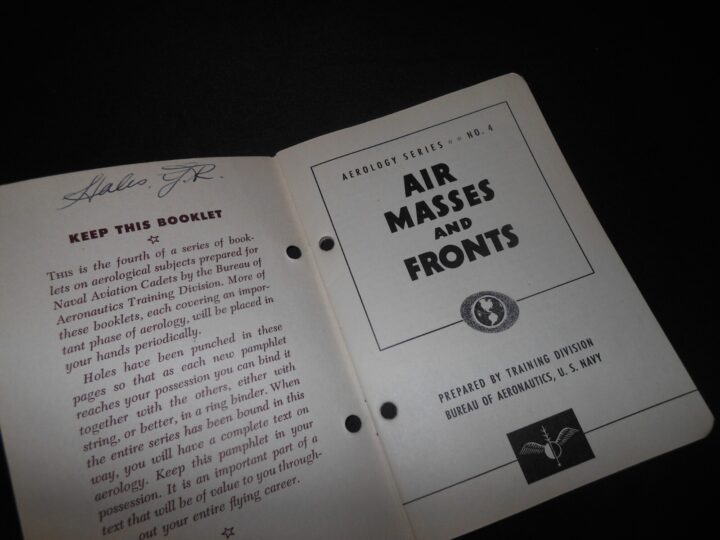 Hales, J.R.
KEEP THIS BOOKLET
THIS is the fourth of a series of book-
lets on aerological subjects prepared for
Naval Aviation Cadets by the Bureau of
Aeronautics Training Division. More of
these booklets, each covering an impor-
tant phase of aerology, will be placed in
your hands periodically.
Holes have been punched in these
pages so that as each new pamphlet
reaches your possession you can bind it
together with the others, either with
string, or better, in a ring binder. When
the entire series has been bound in this
way, you will have a complete text on
aerology. Keep this pamphlet in your
possession. It is an important part of a
text that will be of value to you through-
out your entire flying career.
AEROLOGY SERIES ** NO. 4
AIR
MASSES
AND
FRONTS
PREPARED BY TRAINING DIVISION
BUREAU OF AERONAUTICS, U. S. NAVY